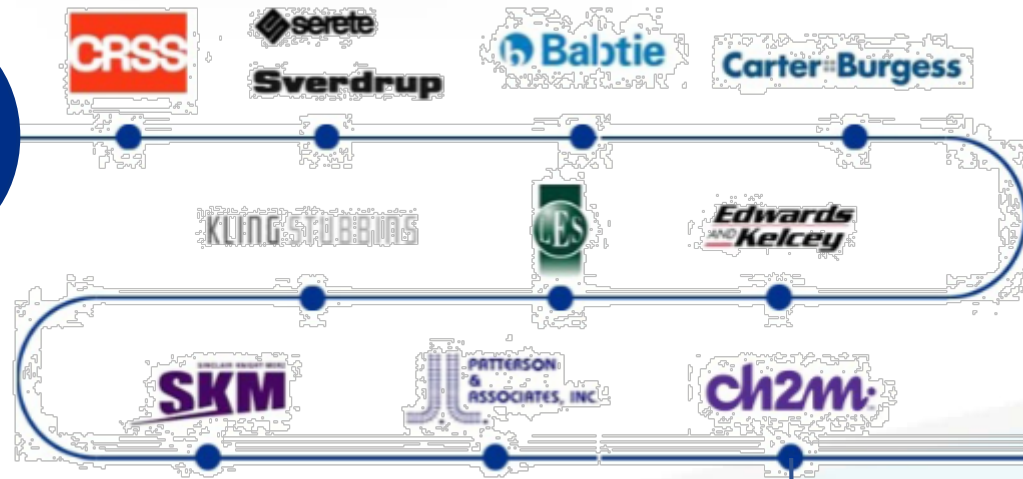 CRSS
serete
Sverdrup
Babtie
Carter Burgess
KLING STUBBINS
LES
Edwards
AND Kelcey
SINCLAIR KNIGHT MERZ
SKM
PATTERSON
&
ASSOCIATES, INC
ch2m